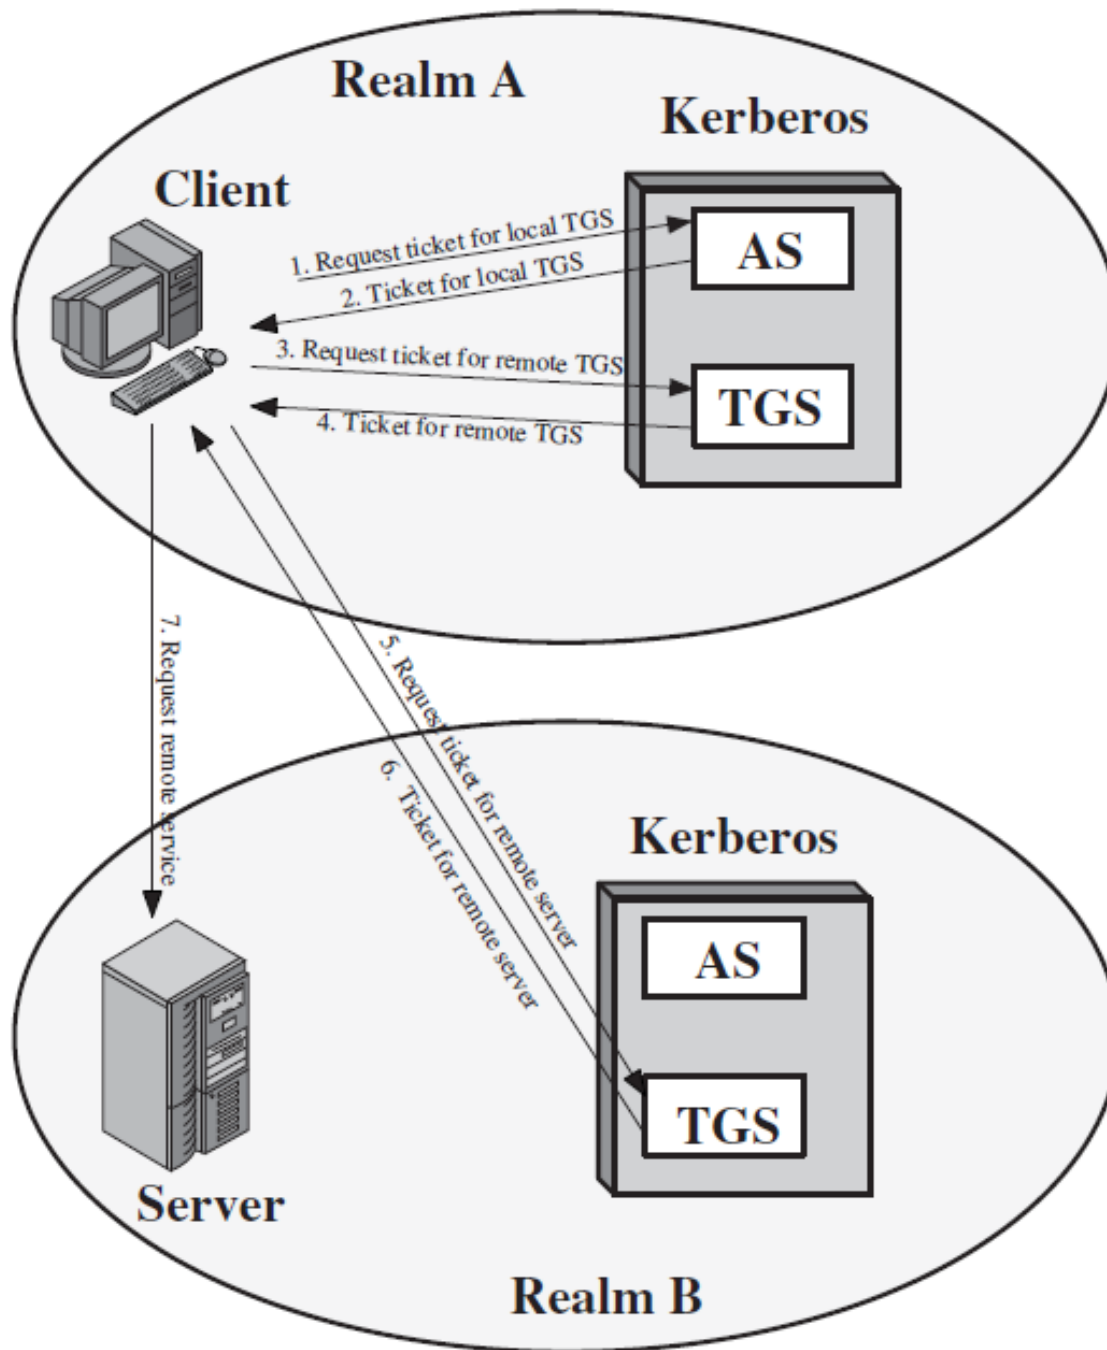 Realm A
Kerberos
Client
1. Request ticket for local TGS
AS
2. Ticket for local TGS
3. Request ticket for remote TGS
TGS
4. Ticket for remote TGS
5. Request ticket for remote server
7. Request remote service
6. Ticket for remote server
Kerberos
AS
TGS
Server
Realm B